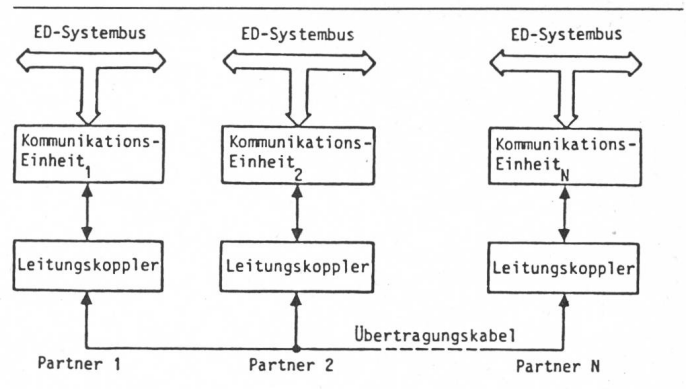 ED-Systembus
ED-Systembus
ED-Systembus
Kommunikations-
Einheit1
Kommunikations-
Einheit2
Kommunikations-
EinheitN
Leitungskoppler
Leitungskoppler
Leitungskoppler
Übertragungskabel
Partner 1
Partner 2
Partner N